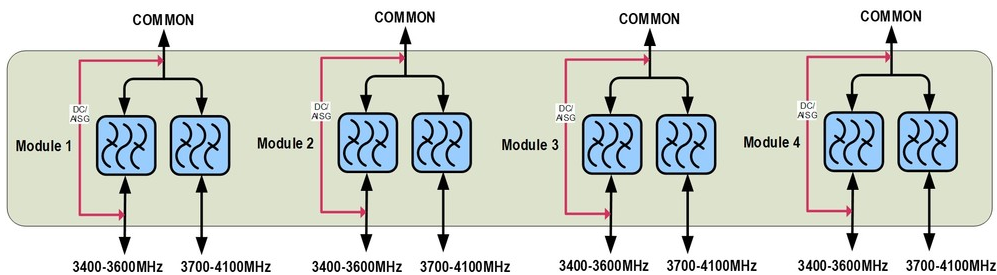 COMMON COMMON COMMON COMMON
DC/ DC/ DC/ DC/
AISG AISG AISG AISG
Module 1 Module 2 Module 3 Module 4
3400-3600MHz 3700-4100MHz 3400-3600MHz 3700-4100MHz 3400-3600MHz 3700-4100MHz 3400-3600MHz 3700-4100MHz